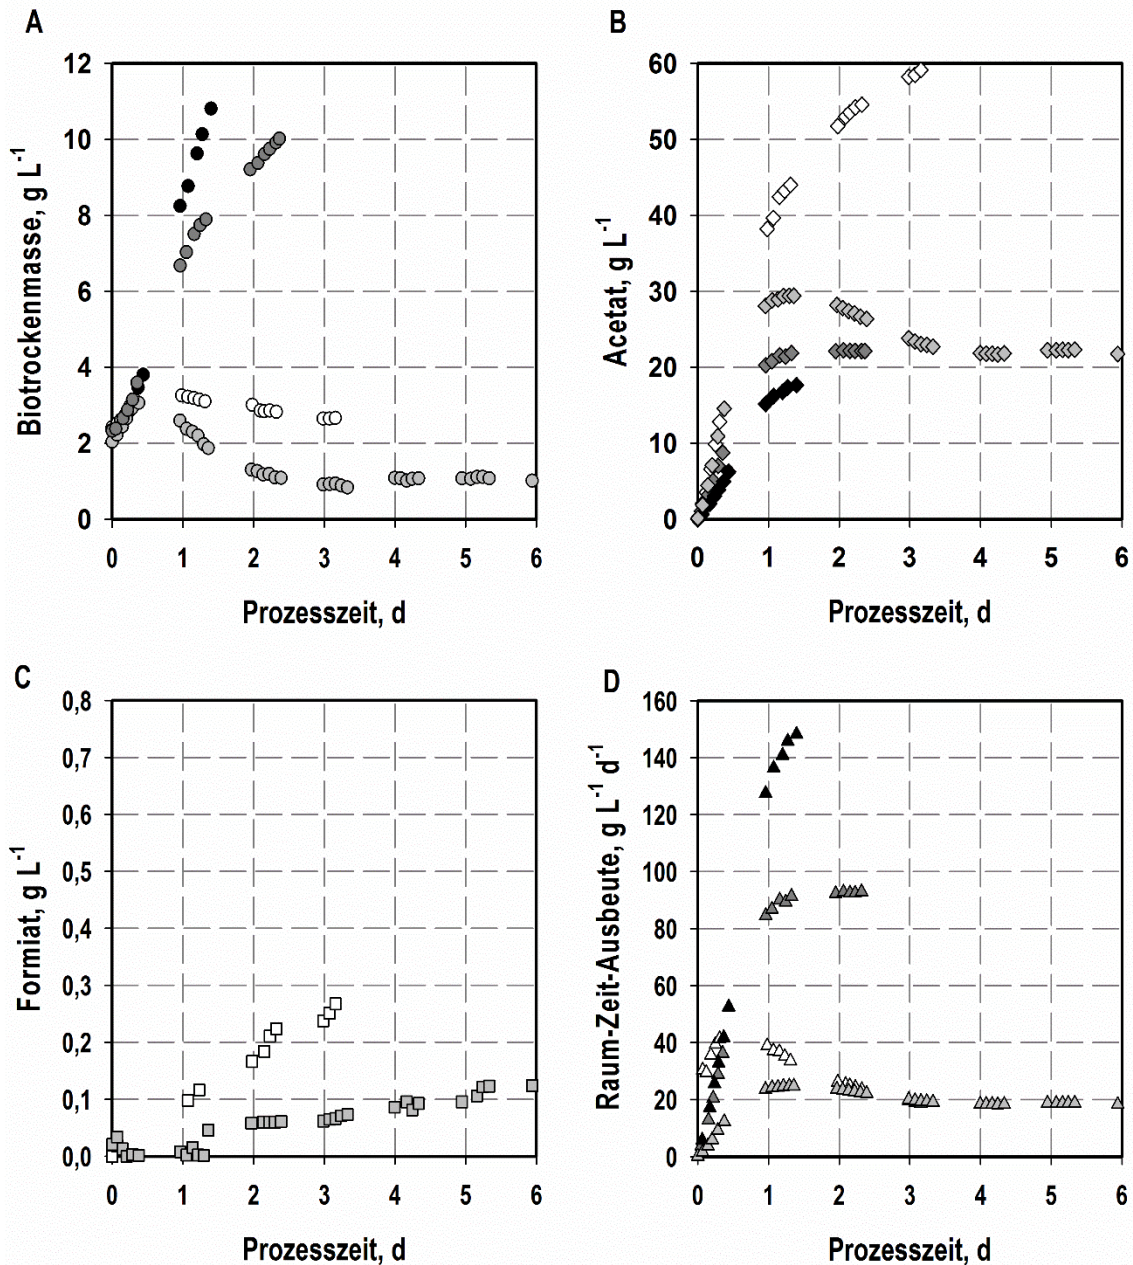 A
Biotrockenmasse, g L⁻¹
12
10
8
6
4
2
0
0 1 2 3 4 5 6
Prozesszeit, d
B
Acetat, g L⁻¹
60
50
40
30
20
10
0
0 1 2 3 4 5 6
Prozesszeit, d
C
Formiat, g L⁻¹
0,8
0,7
0,6
0,5
0,4
0,3
0,2
0,1
0,0
0 1 2 3 4 5 6
Prozesszeit, d
D
Raum-Zeit-Ausbeute, g L⁻¹ d⁻¹
160
140
120
100
80
60
40
20
0
0 1 2 3 4 5 6
Prozesszeit, d